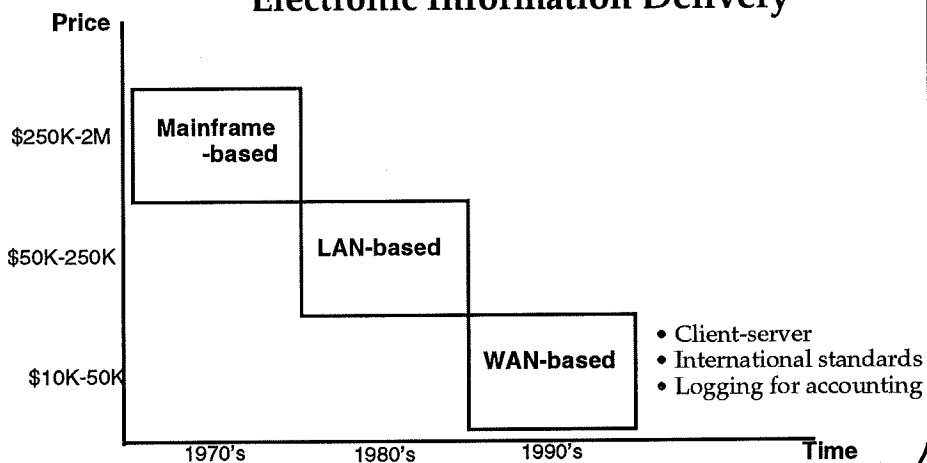 Electronic Information Delivery
Price
$250K-2M
Mainframe
-based
$50K-250K
LAN-based
$10K-50K
WAN-based
• Client-server
• International standards
• Logging for accounting
1970's
1980's
1990's
Time